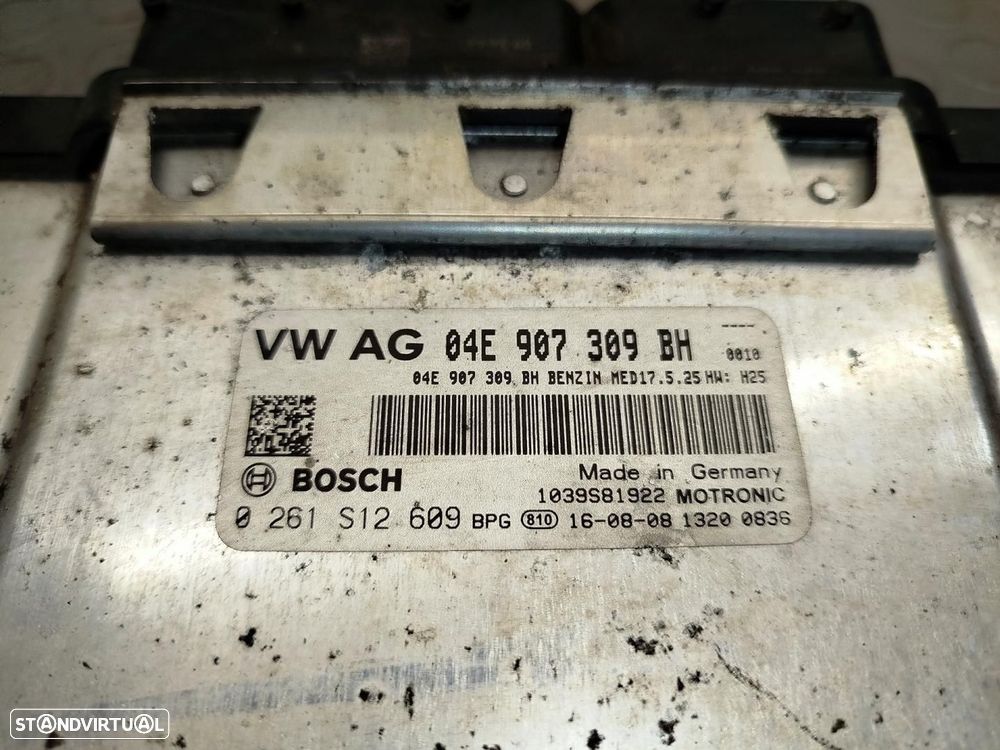 VW AG 04E 907 309 BH ---- 0010
04E 907 309 BH BENZIN MED17.5.25 HW: H25
BOSCH
Made in Germany
1039S81922 MOTRONIC
0 261 S12 609 BPG 810 16-08-08 1320 0836
STANDVIRTUAL